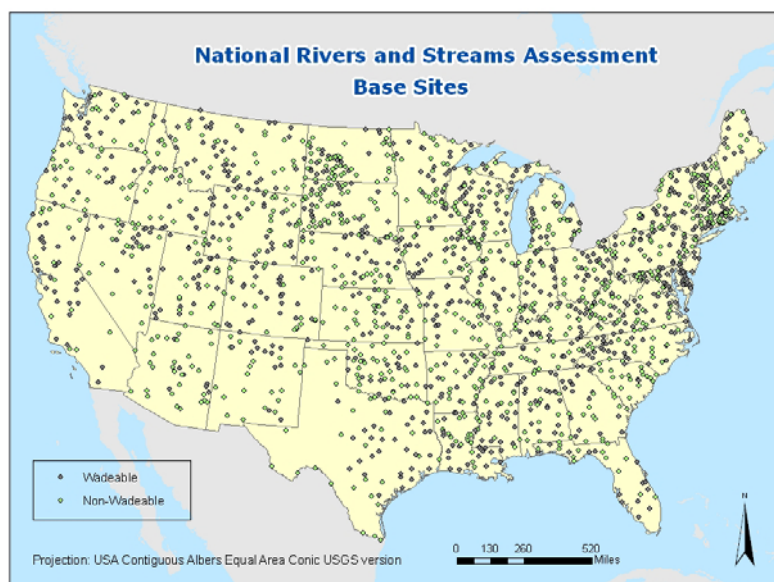 National Rivers and Streams Assessment
Base Sites
Wadeable
Non-Wadeable
N
Projection: USA Contiguous Albers Equal Area Conic USGS version
0 130 260 520
Miles